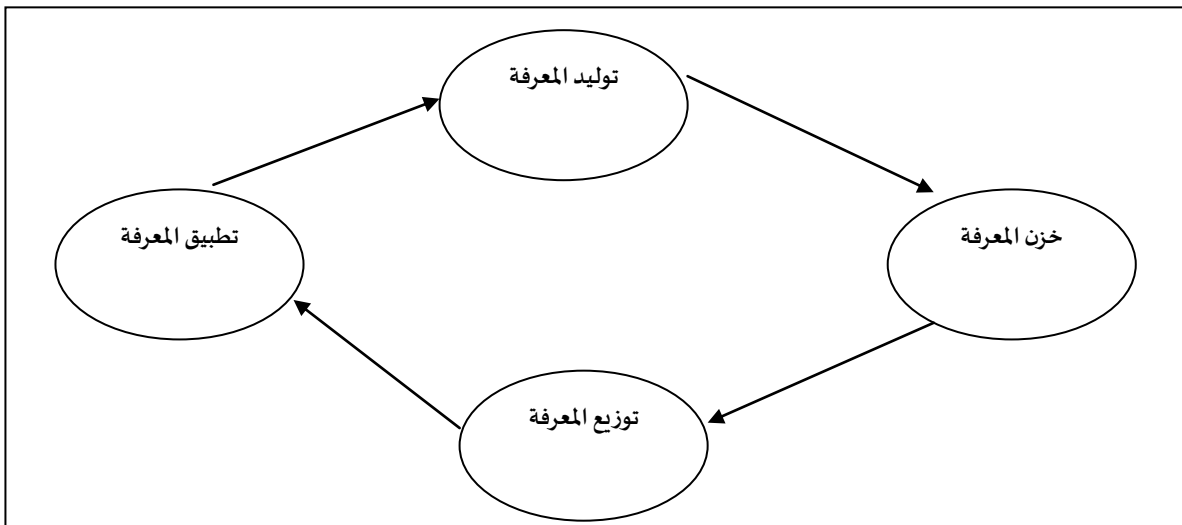 توليد المعرفة
خزن المعرفة
تطبيق المعرفة
توزيع المعرفة